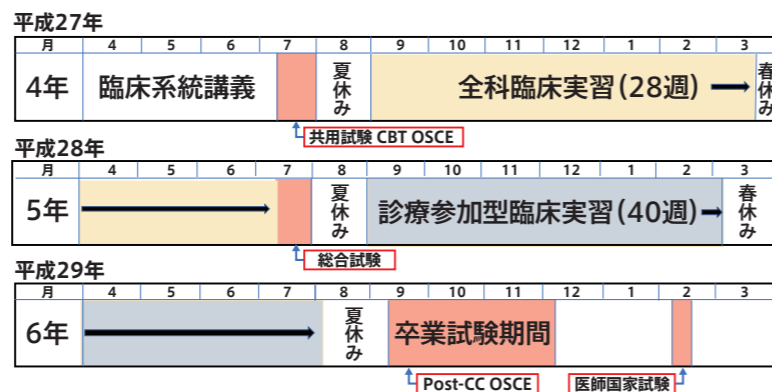 平成27年
月 4 5 6 7 8 9 10 11 12 1 2 3
4年 臨床系統講義 夏休み 全科臨床実習(28週) 春休み
共用試験 CBT OSCE
平成28年
月 4 5 6 7 8 9 10 11 12 1 2 3
5年 夏休み 診療参加型臨床実習(40週) 春休み
総合試験
平成29年
月 4 5 6 7 8 9 10 11 12 1 2 3
6年 夏休み 卒業試験期間
Post-CC OSCE 医師国家試験